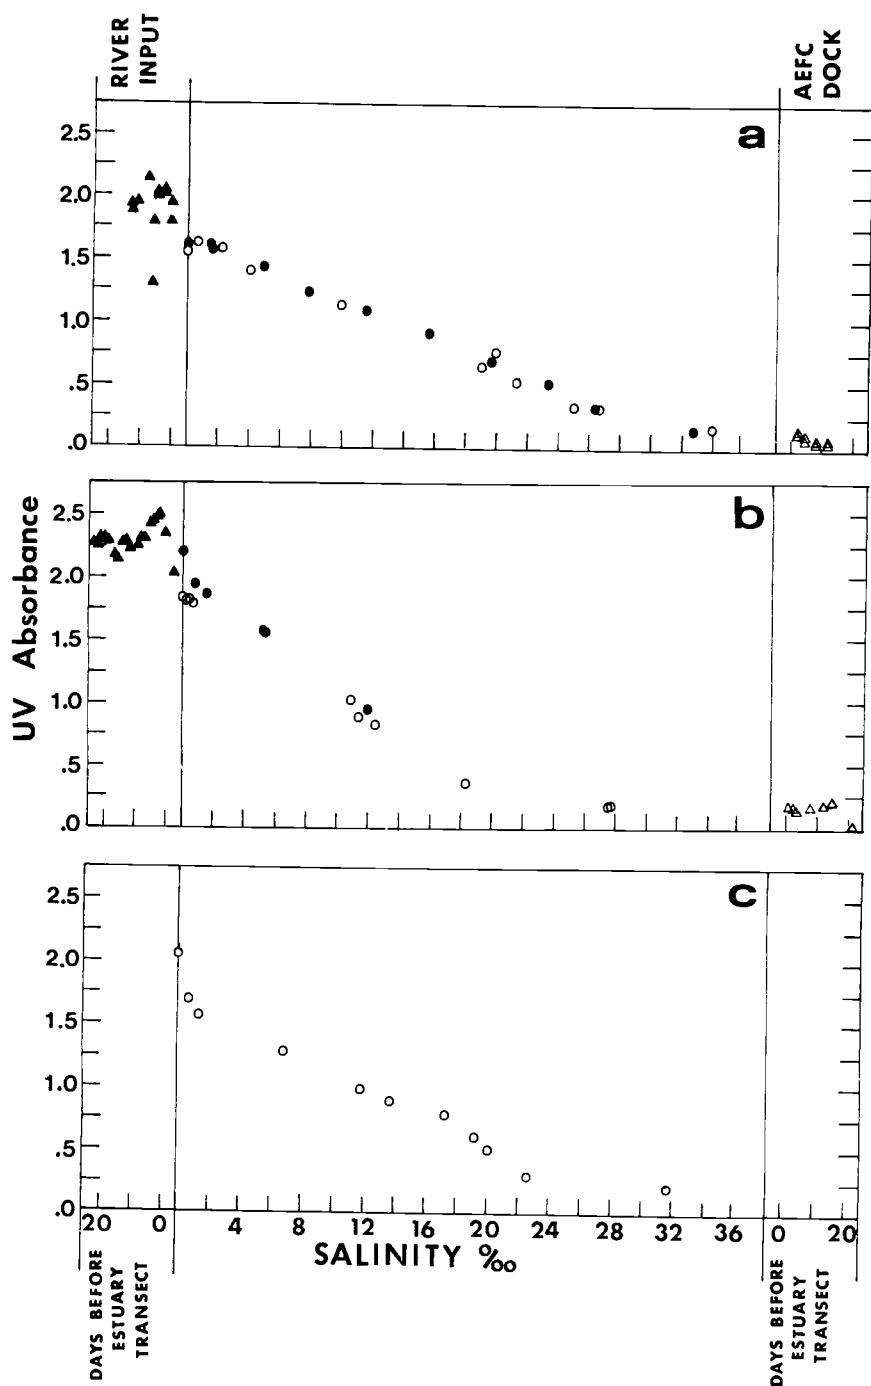 RIVER INPUT
AEFC DOCK
a
2.5
2.0
1.5
1.0
.5
.0
b
2.5
2.0
1.5
1.0
.5
.0
UV Absorbance
c
2.5
2.0
1.5
1.0
.5
.0
20 0 4 8 12 16 20 24 28 32 36 0 20
SALINITY ‰
DAYS BEFORE
ESTUARY
TRANSECT
DAYS BEFORE
ESTUARY
TRANSECT